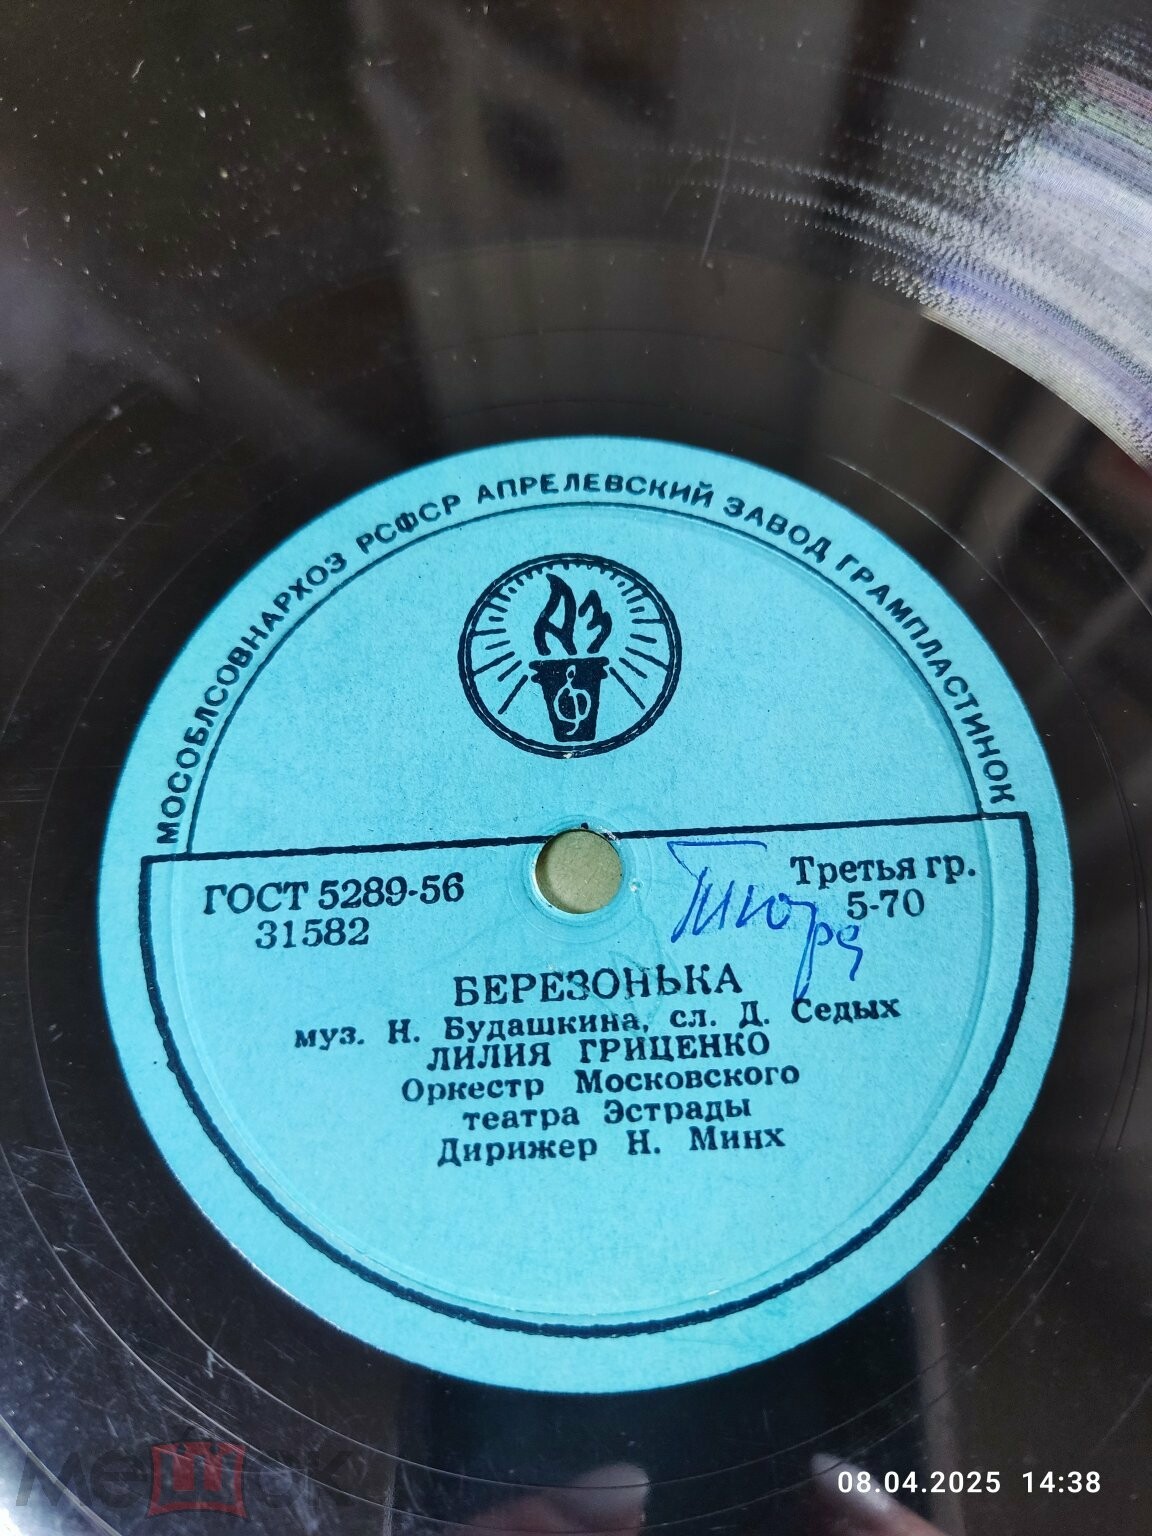 МОСОБЛСОВНАРХОЗ РСФСР АПРЕЛЕВСКИЙ ЗАВОД ГРАМПЛАСТИНОК
АЗ
ГОСТ 5289-56
31582
Третья гр.
5-70
БЕРЕЗОНЬКА
муз. Н. Будашкина, сл. Д. Седых
ЛИЛИЯ ГРИЦЕНКО
Оркестр Московского
театра Эстрады
Дирижер Н. Минх
мешок
08.04.2025 14:38